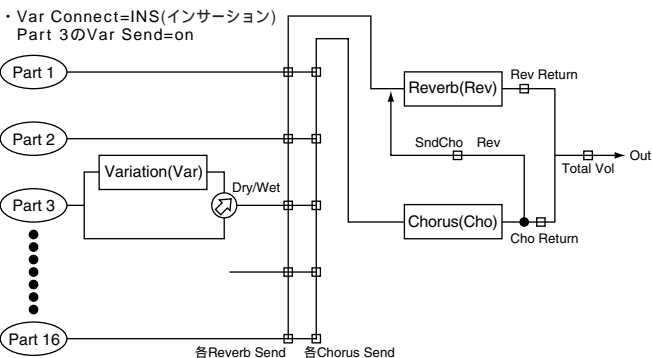 ・Var Connect=INS(インサーション)
Part 3のVar Send=on
Part 1
Reverb(Rev)
Rev Return
Part 2
SndCho Rev
Out
Total Vol
Variation(Var)
Dry/Wet
Part 3
Chorus(Cho)
Cho Return
Part 16
各Reverb Send 各Chorus Send